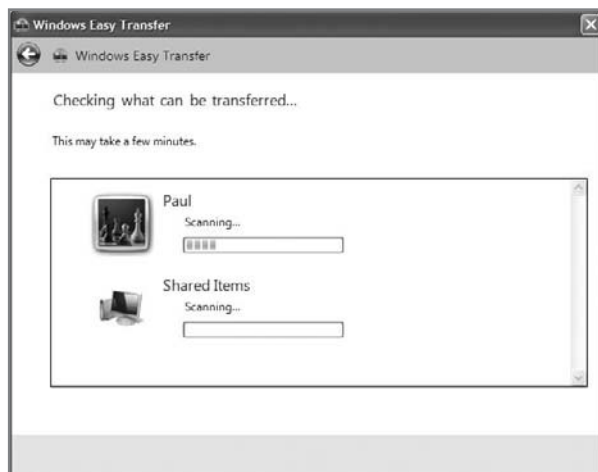 Windows Easy Transfer
Windows Easy Transfer
Checking what can be transferred...
This may take a few minutes.
Paul
Scanning...
Shared Items
Scanning...